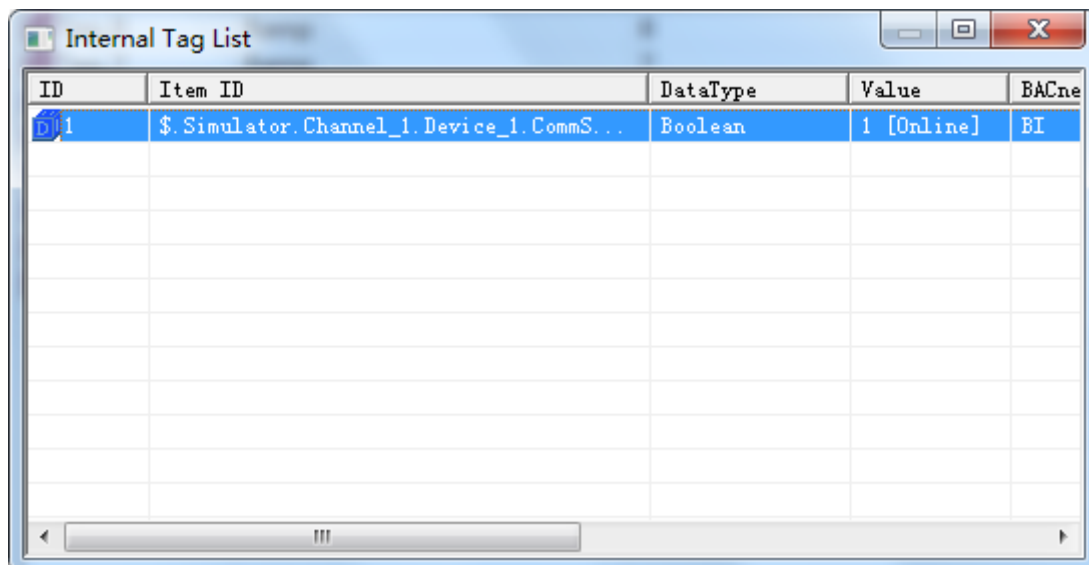 Internal Tag List
ID Item ID DataType Value BACne
D 1 $.Simulator.Channel_1.Device_1.CommS... Boolean 1 [Online] BI